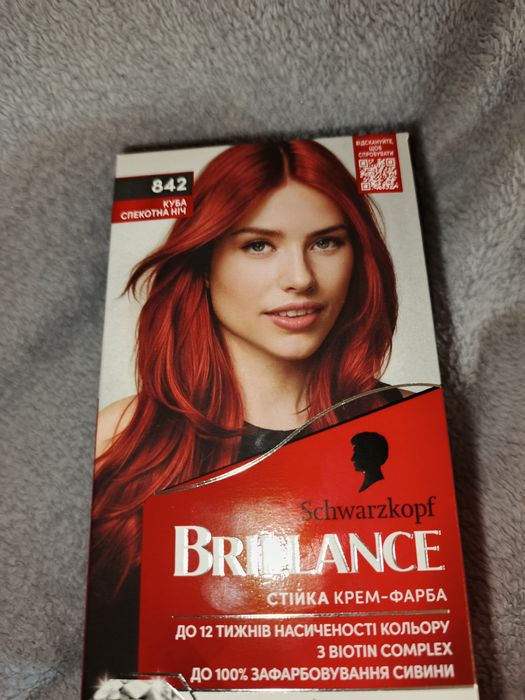 ВІДСКАНУЙТЕ,
ЩОБ
СПРОБУВАТИ
842
КУБА
СПЕКОТНА НІЧ
Schwarzkopf
BRILLANCE
СТІЙКА КРЕМ-ФАРБА
ДО 12 ТИЖНІВ НАСИЧЕНОСТІ КОЛЬОРУ
З BIOTIN COMPLEX
ДО 100% ЗАФАРБОВУВАННЯ СИВИНИ